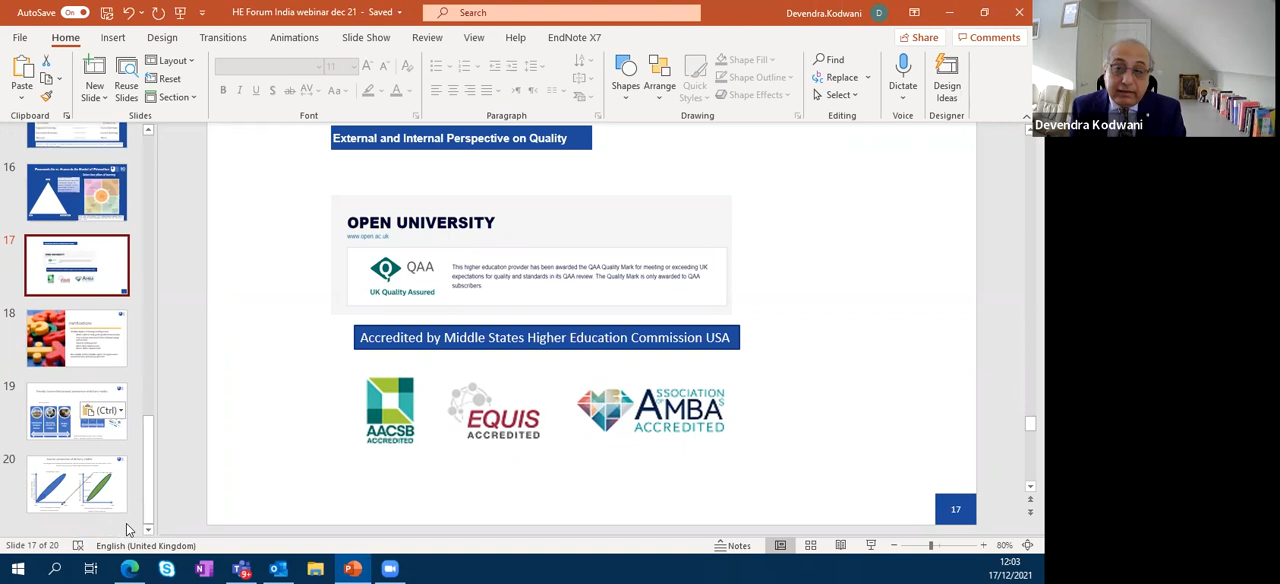 AutoSave On HE Forum India webinar dec 21 - Saved Search Devendra.Kodwani D
File Home Insert Design Transitions Animations Slide Show Review View Help EndNote X7 Share Comments
Paste New Slide Reuse Slides Layout Reset Section 11 Shapes Arrange Quick Styles Shape Fill Shape Outline Shape Effects Find Replace Select Dictate Design Ideas
Clipboard Slides Font Paragraph Drawing Editing Voice Designer
Devendra Kodwani
16
17
18
19
(Ctrl)
20
External and Internal Perspective on Quality
OPEN UNIVERSITY
www.open.ac.uk
QAA
UK Quality Assured
This higher education provider has been awarded the QAA Quality Mark for meeting or exceeding UK
expectations for quality and standards in its QAA review. The Quality Mark is only awarded to QAA
subscribers.
Accredited by Middle States Higher Education Commission USA
AACSB
ACCREDITED
EQUIS
ACCREDITED
ASSOCIATION
OF AMBAS
ACCREDITED
17
Slide 17 of 20 English (United Kingdom) Notes 80%
12:03
17/12/2021